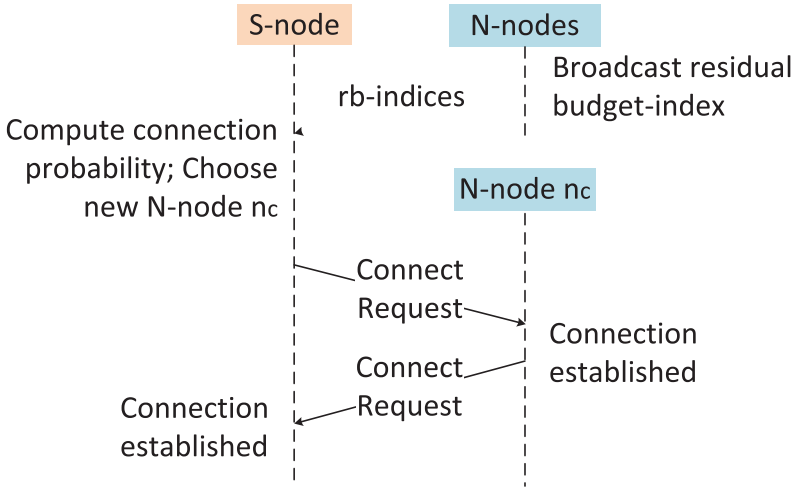 S-node
N-nodes
Broadcast residual
budget-index
rb-indices
Compute connection
probability; Choose
new N-node nc
N-node nc
Connect
Request
Connection
established
Connect
Request
Connection
established